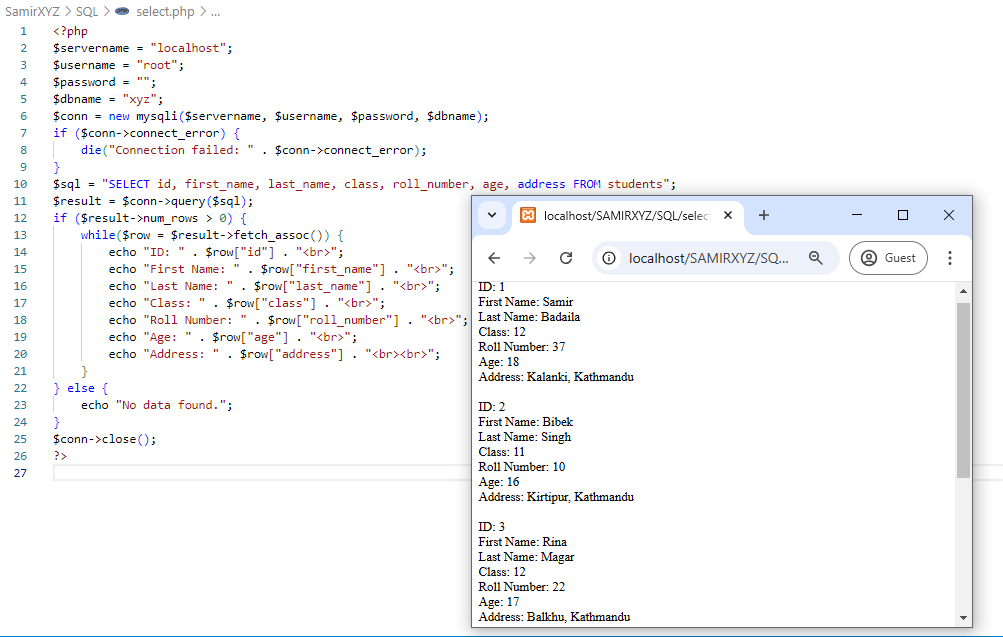 SamirXYZ > SQL > select.php > ...
1 <?php
2 $servername = "localhost";
3 $username = "root";
4 $password = "";
5 $dbname = "xyz";
6 $conn = new mysqli($servername, $username, $password, $dbname);
7 if ($conn->connect_error) {
8 die("Connection failed: " . $conn->connect_error);
9 }
10 $sql = "SELECT id, first_name, last_name, class, roll_number, age, address FROM students";
11 $result = $conn->query($sql);
12 if ($result->num_rows > 0) {
13 while($row = $result->fetch_assoc()) {
14 echo "ID: " . $row["id"] . "<br>";
15 echo "First Name: " . $row["first_name"] . "<br>";
16 echo "Last Name: " . $row["last_name"] . "<br>";
17 echo "Class: " . $row["class"] . "<br>";
18 echo "Roll Number: " . $row["roll_number"] . "<br>";
19 echo "Age: " . $row["age"] . "<br>";
20 echo "Address: " . $row["address"] . "<br><br>";
21 }
22 } else {
23 echo "No data found.";
24 }
25 $conn->close();
26 ?>
27
localhost/SAMIRXYZ/SQL/select
localhost/SAMIRXYZ/SQ...
Guest
ID: 1
First Name: Samir
Last Name: Badaila
Class: 12
Roll Number: 37
Age: 18
Address: Kalanki, Kathmandu
ID: 2
First Name: Bibek
Last Name: Singh
Class: 11
Roll Number: 10
Age: 16
Address: Kirtipur, Kathmandu
ID: 3
First Name: Rina
Last Name: Magar
Class: 12
Roll Number: 22
Age: 17
Address: Balkhu, Kathmandu